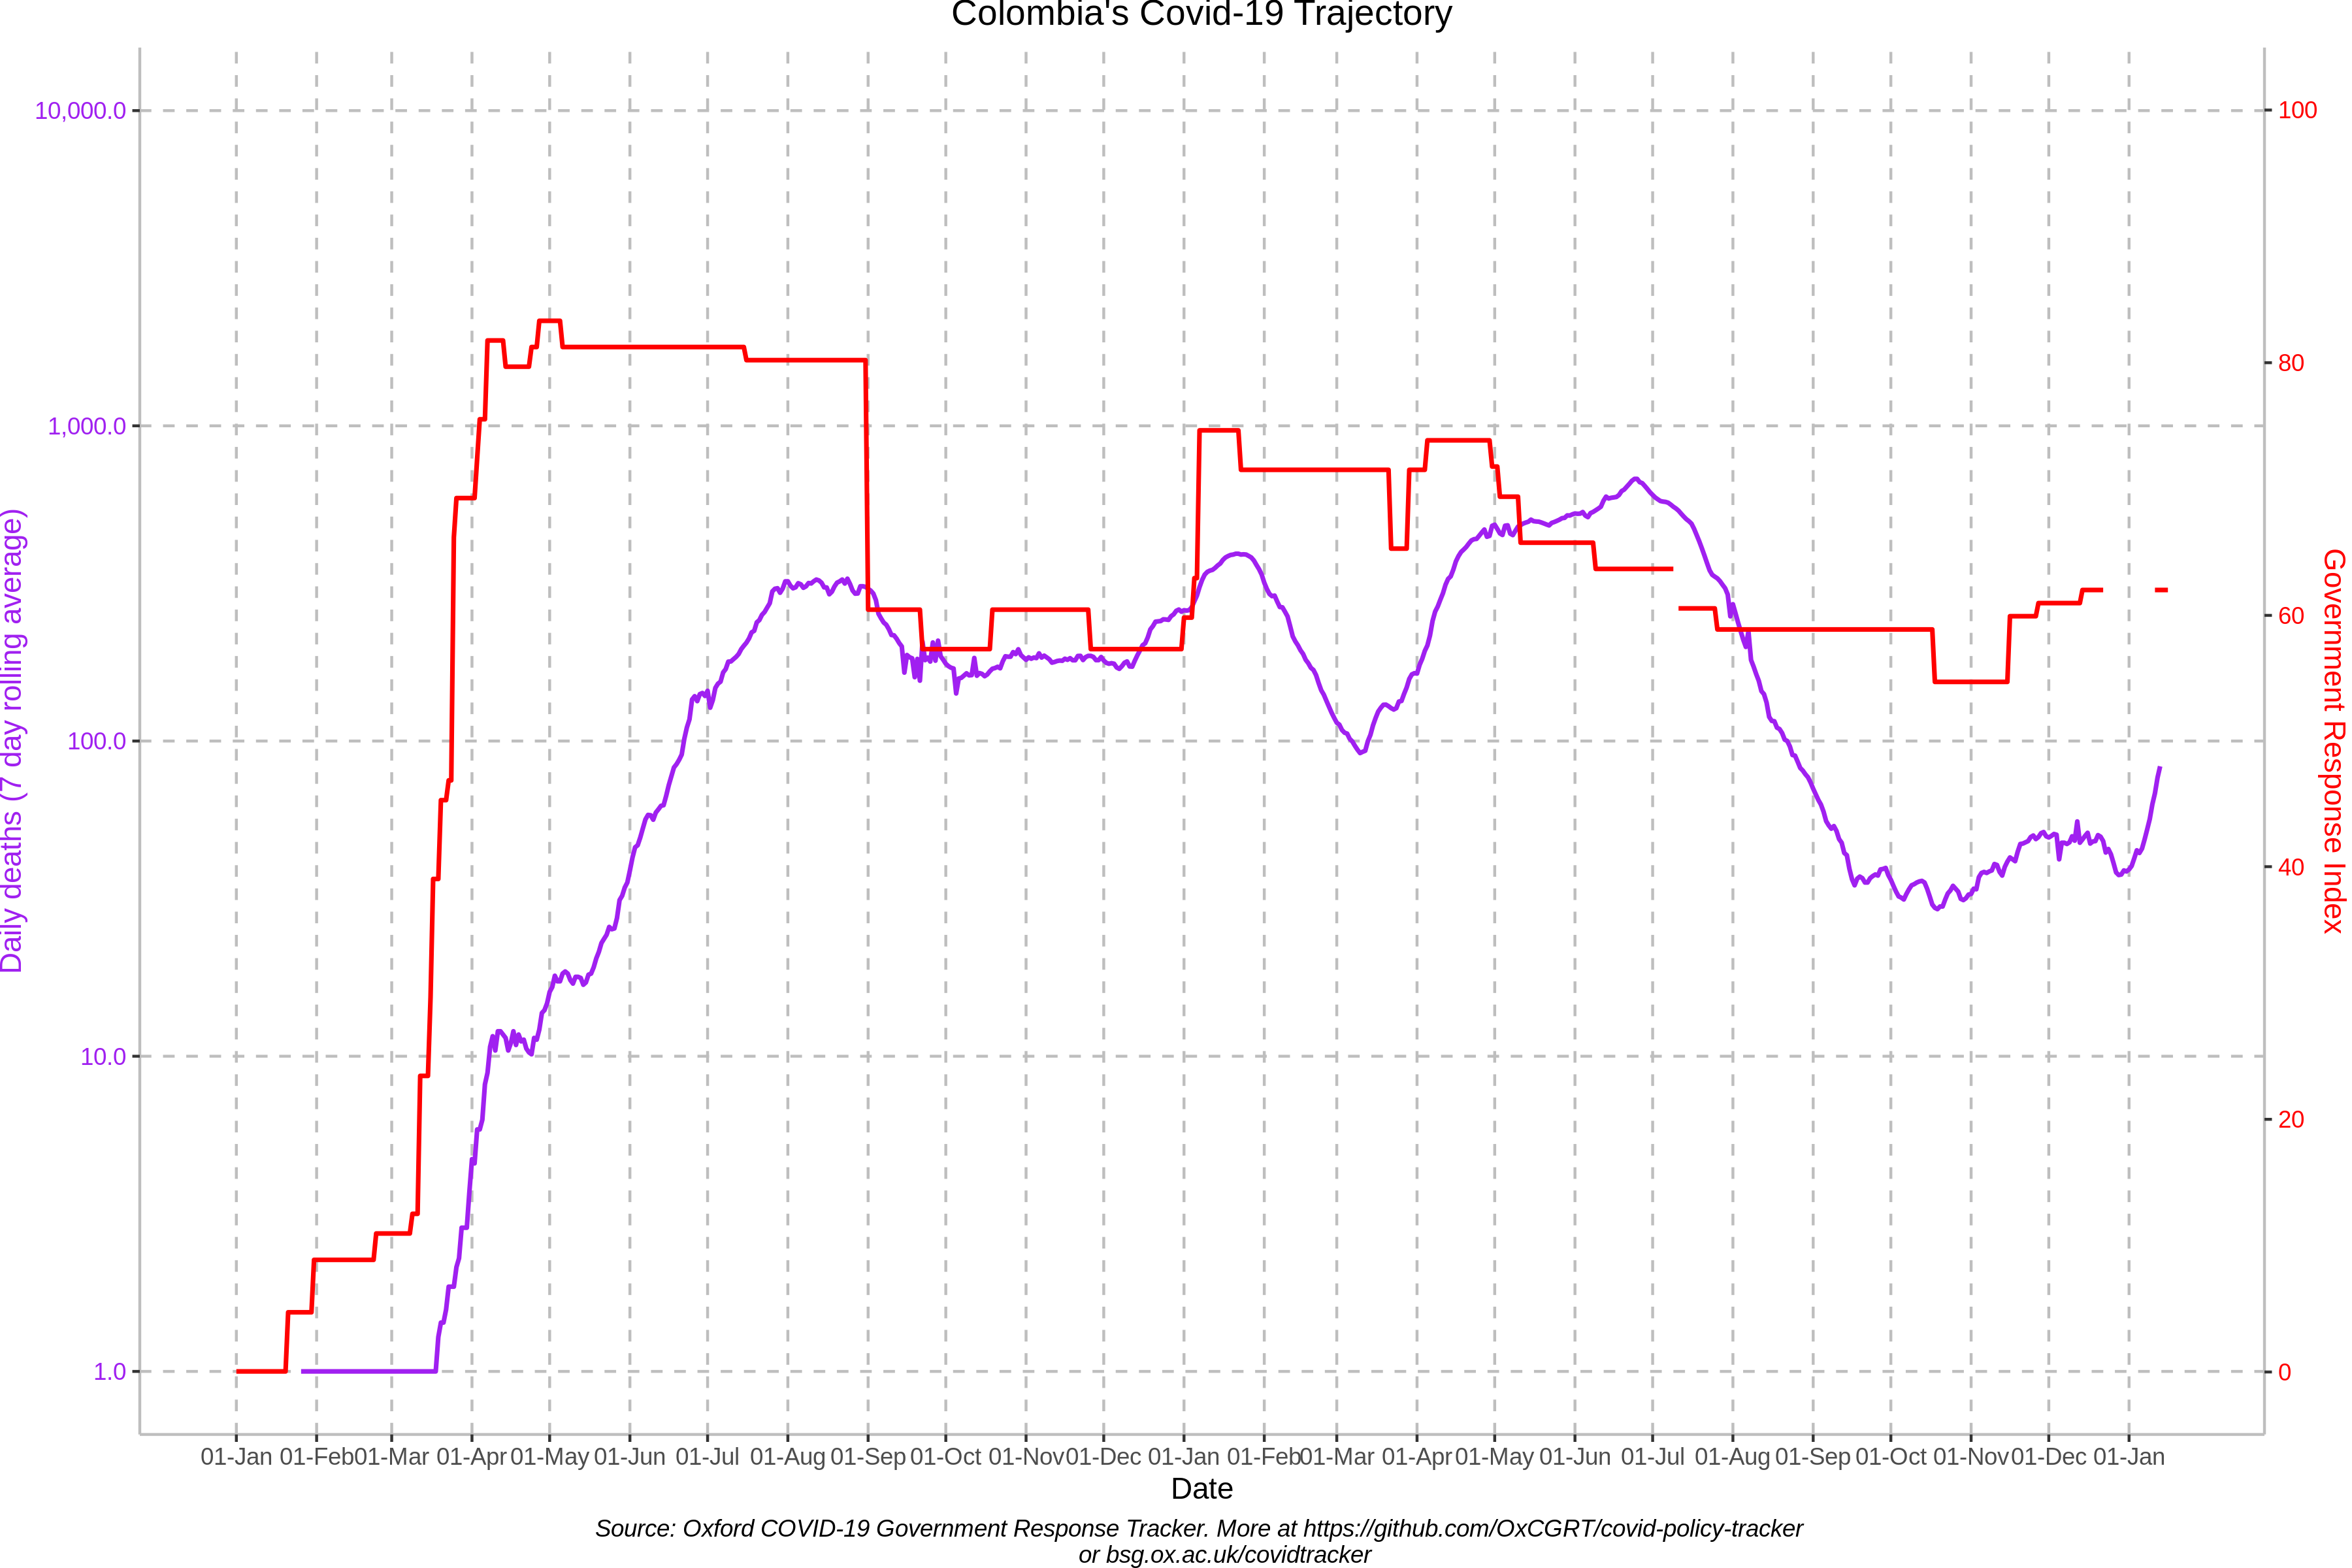 Colombia's Covid-19 Trajectory
10,000.0
1,000.0
100.0
10.0
1.0
Daily deaths (7 day rolling average)
100
80
60
40
20
0
Government Response Index
01-Jan 01-Feb 01-Mar 01-Apr 01-May 01-Jun 01-Jul 01-Aug 01-Sep 01-Oct 01-Nov 01-Dec 01-Jan 01-Feb 01-Mar 01-Apr 01-May 01-Jun 01-Jul 01-Aug 01-Sep 01-Oct 01-Nov 01-Dec 01-Jan
Date
Source: Oxford COVID-19 Government Response Tracker. More at https://github.com/OxCGRT/covid-policy-tracker
or bsg.ox.ac.uk/covidtracker